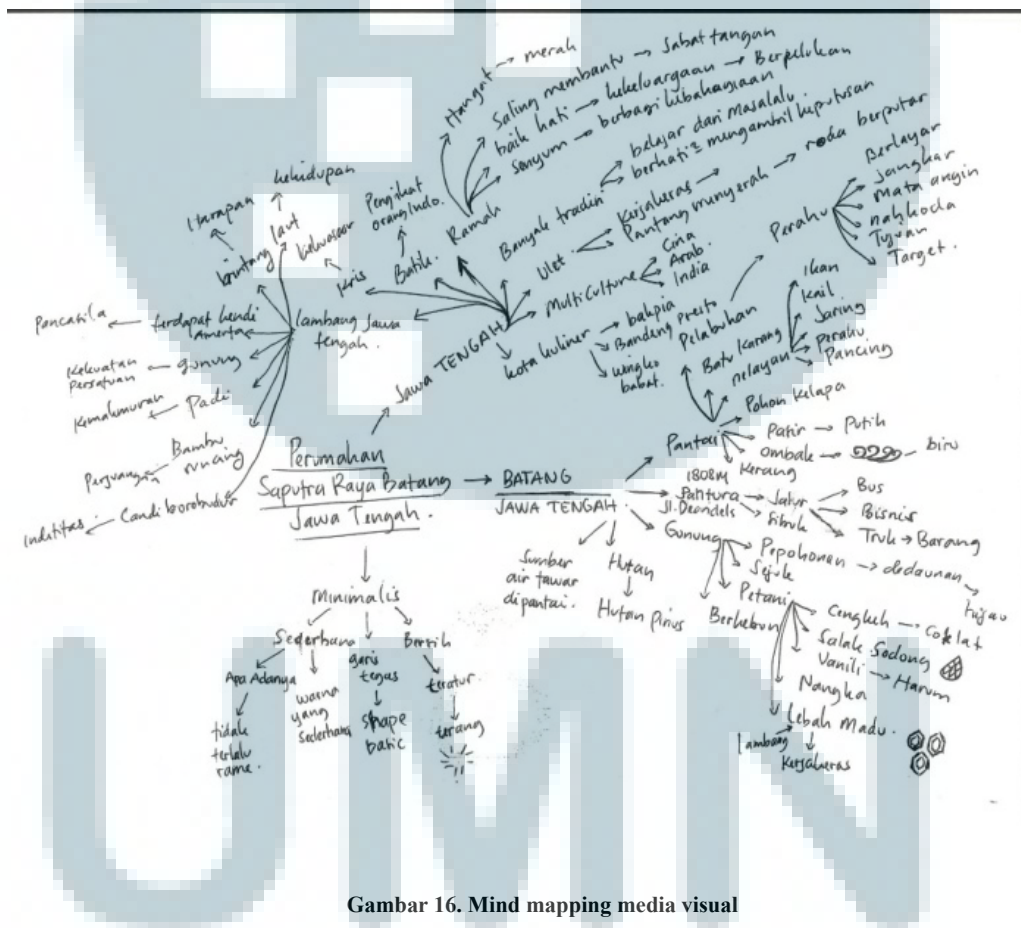 Hangat → merah
Saling membantu → Sabat tangan
baik hati → kekeluargaan → Berpelukan
Senyum → berbagi kebahagiaan
Ramah
belajar dari masalalu.
berhati² mengambil keputusan
Banyak tradisi
Ulet
Kerjakeras → roda berputar
Pantang menyerah
Multiculture
Cina
Arab
India
kota kuliner
bakpia
Bandeng Presto
wingko babat.
Pengikat orang Indo.
Batik
kekuasaan
Kris
JAWA TENGAH
lambang Jawa tengah.
kehidupan
laut
Harapan
bintang
Pancasila ← terdapat kendi amerta
Kekuatan persatuan ← gunung
Kemakmuran ← Padi
Perjuangan ← Bambu runcing
Indetitas ← Candi borobudur
Perumahan
Saputra Raya Batang → BATANG
Jawa Tengah.
JAWA TENGAH.
Minimalis
Sederhana
Bersih
Apa Adanya
tidak terlalu rame.
warna yang sederhana
garis tegas
shape basic
teratur
terang
Pantai
Pelabuhan
Perahu
Berlayar
jangkar
Mata angin
nahkoda
Tujuan
Target.
Batu Karang
nelayan
Ikan
Kail
Jaring
perahu
Pancing
Pohon Kelapa
Pasir → Putih
Ombak → biru
Kerang
1808M
Pantura
Jl. Deandels
Jalur
Sibuk
Bus
Bisnis
Truk → Barang
Gunung
Pepohonan → dedaunan → hijau
Sejuk
Petani
Berkebun
Cengkeh → Coklat
Salak Sodong
Vanili → Harum
Nangka
Lebah Madu.
Lambang
Kerjakeras
Sumber air tawar dipantai.
Hutan
Hutan Pinus
UMN
Gambar 16. Mind mapping media visual